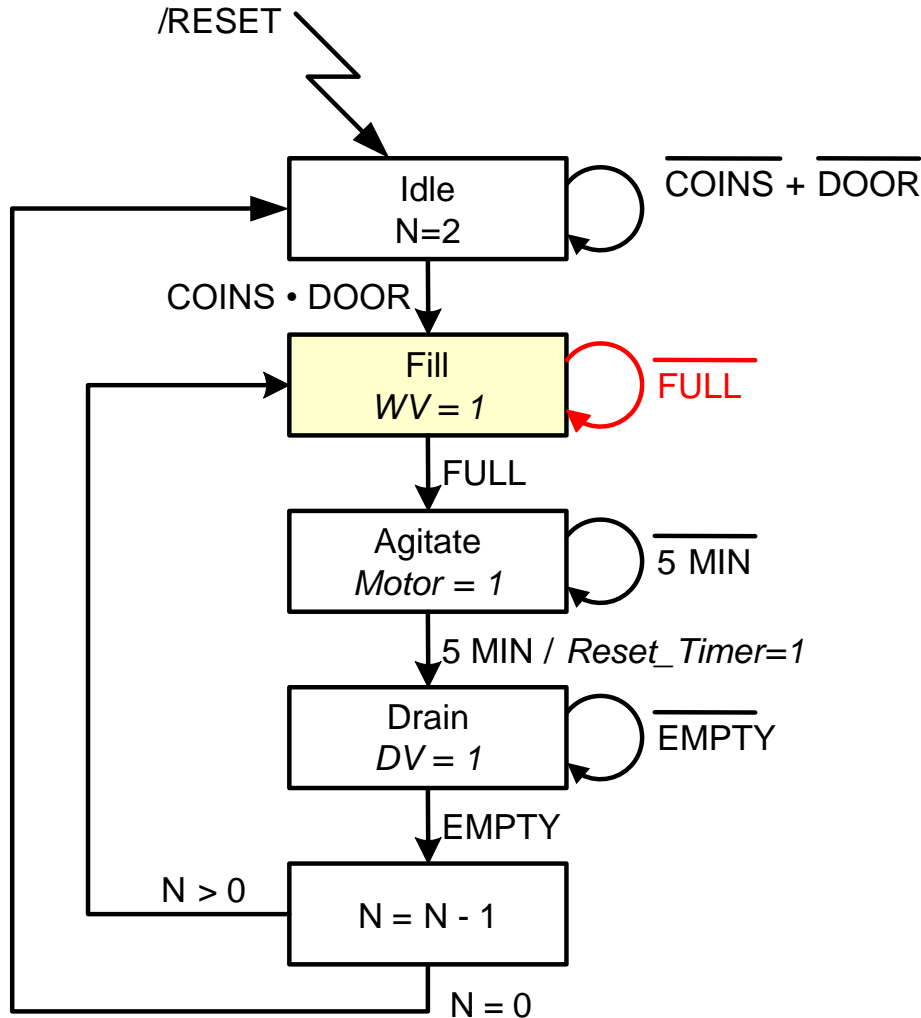 /RESET
Idle
N=2
COINS + DOOR
COINS • DOOR
Fill
WV = 1
FULL
FULL
Agitate
Motor = 1
5 MIN
5 MIN / Reset_Timer=1
Drain
DV = 1
EMPTY
EMPTY
N > 0
N = N - 1
N = 0